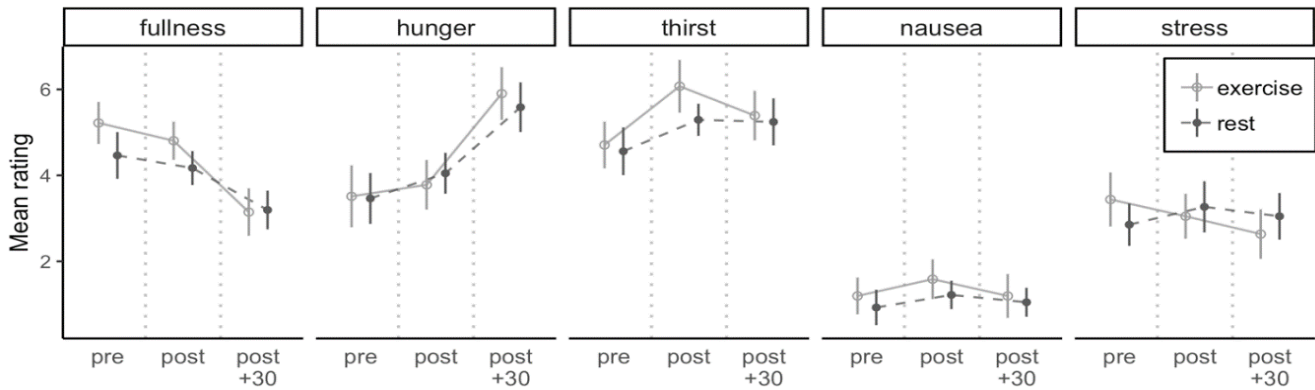 fullness
hunger
thirst
nausea
stress
exercise
rest
Mean rating
6
4
2
pre
post
post
+30
pre
post
post
+30
pre
post
post
+30
pre
post
post
+30
pre
post
post
+30